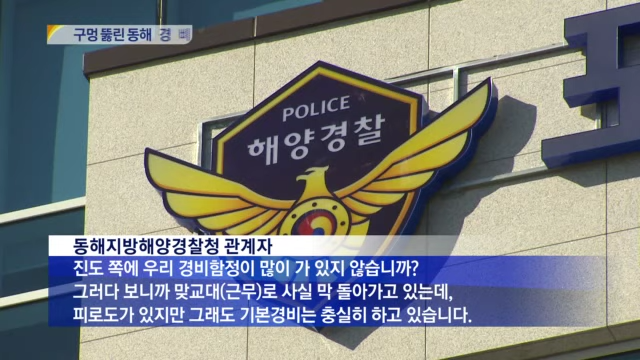 구멍 뚫린 동해 경비
POLICE
해양경찰
동해지방해양경찰청 관계자
진도 쪽에 우리 경비함정이 많이 가 있지 않습니까?
그러다 보니까 맞교대(근무)로 사실 막 돌아가고 있는데,
피로도가 있지만 그래도 기본경비는 충실히 하고 있습니다.